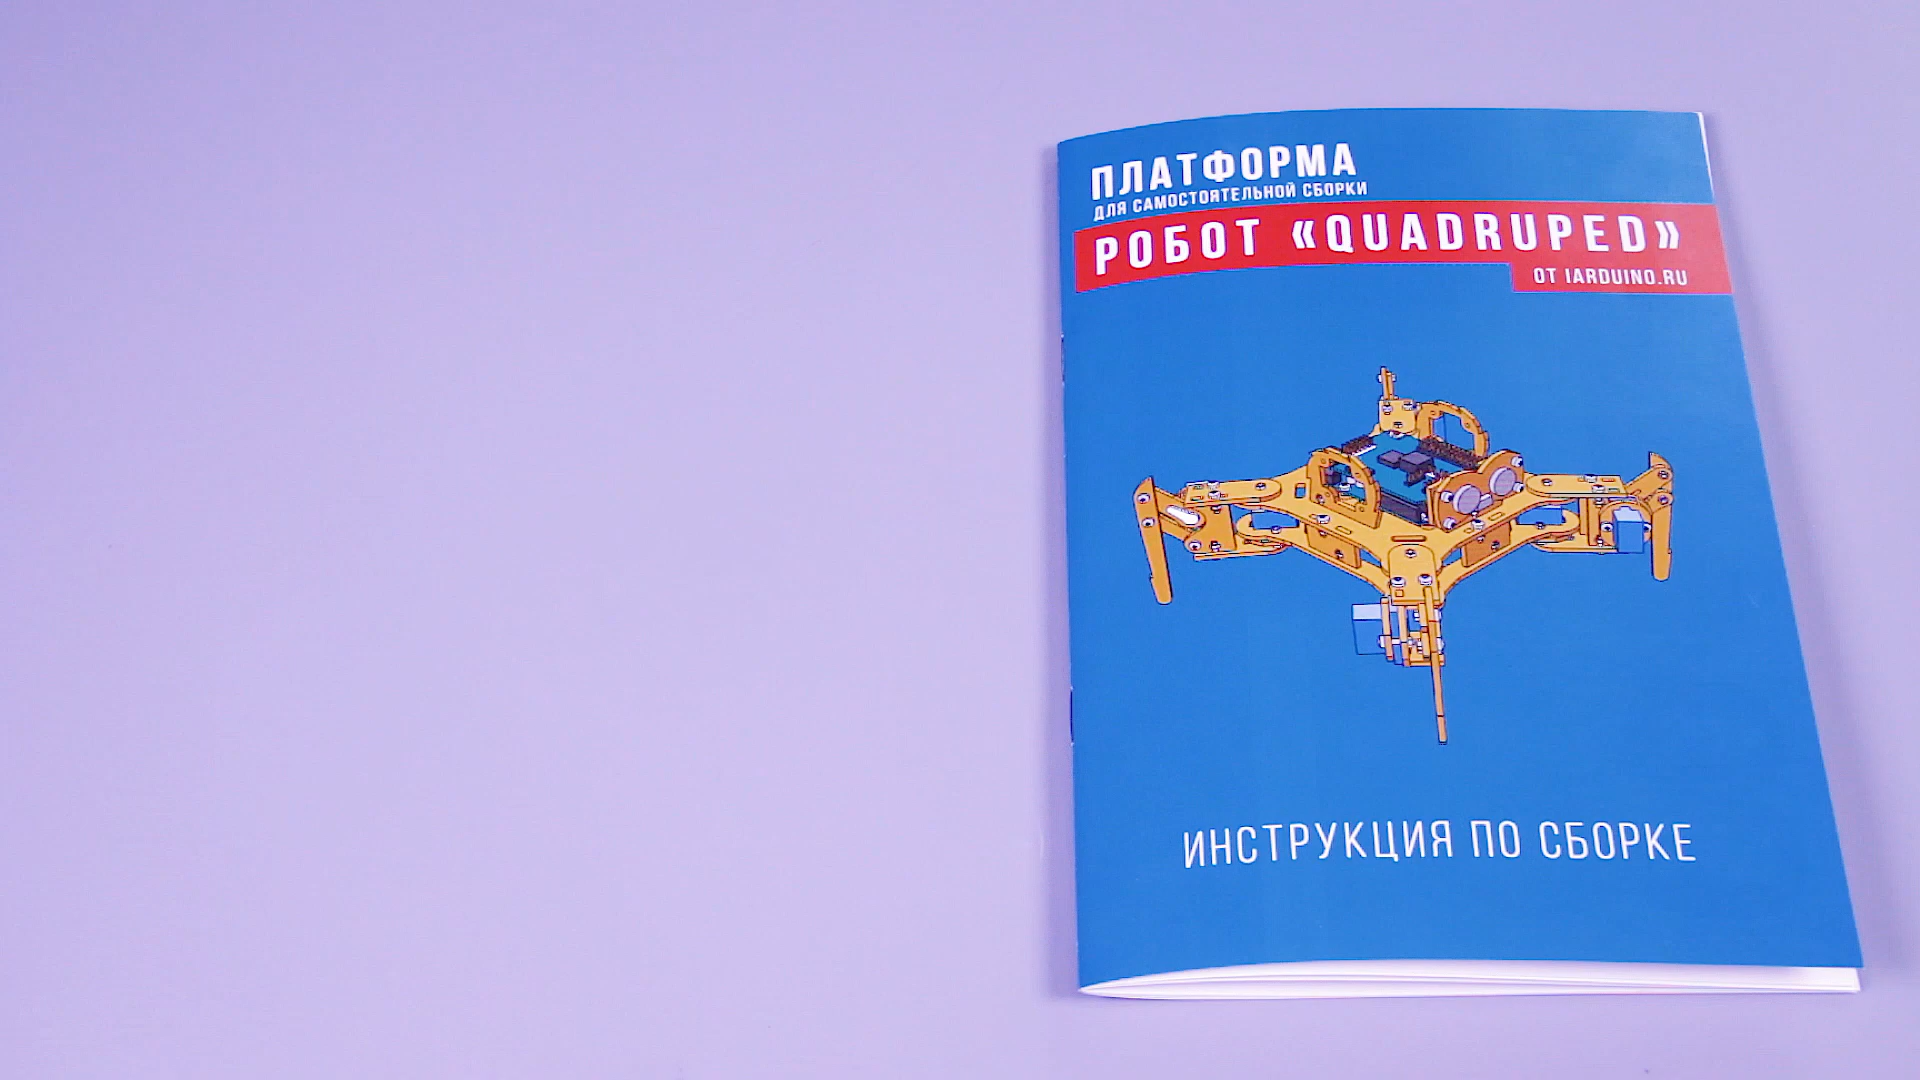 ПЛАТФОРМА
ДЛЯ САМОСТОЯТЕЛЬНОЙ СБОРКИ
РОБОТ «QUADRUPED»
ОТ IARDUINO.RU
ИНСТРУКЦИЯ ПО СБОРКЕ